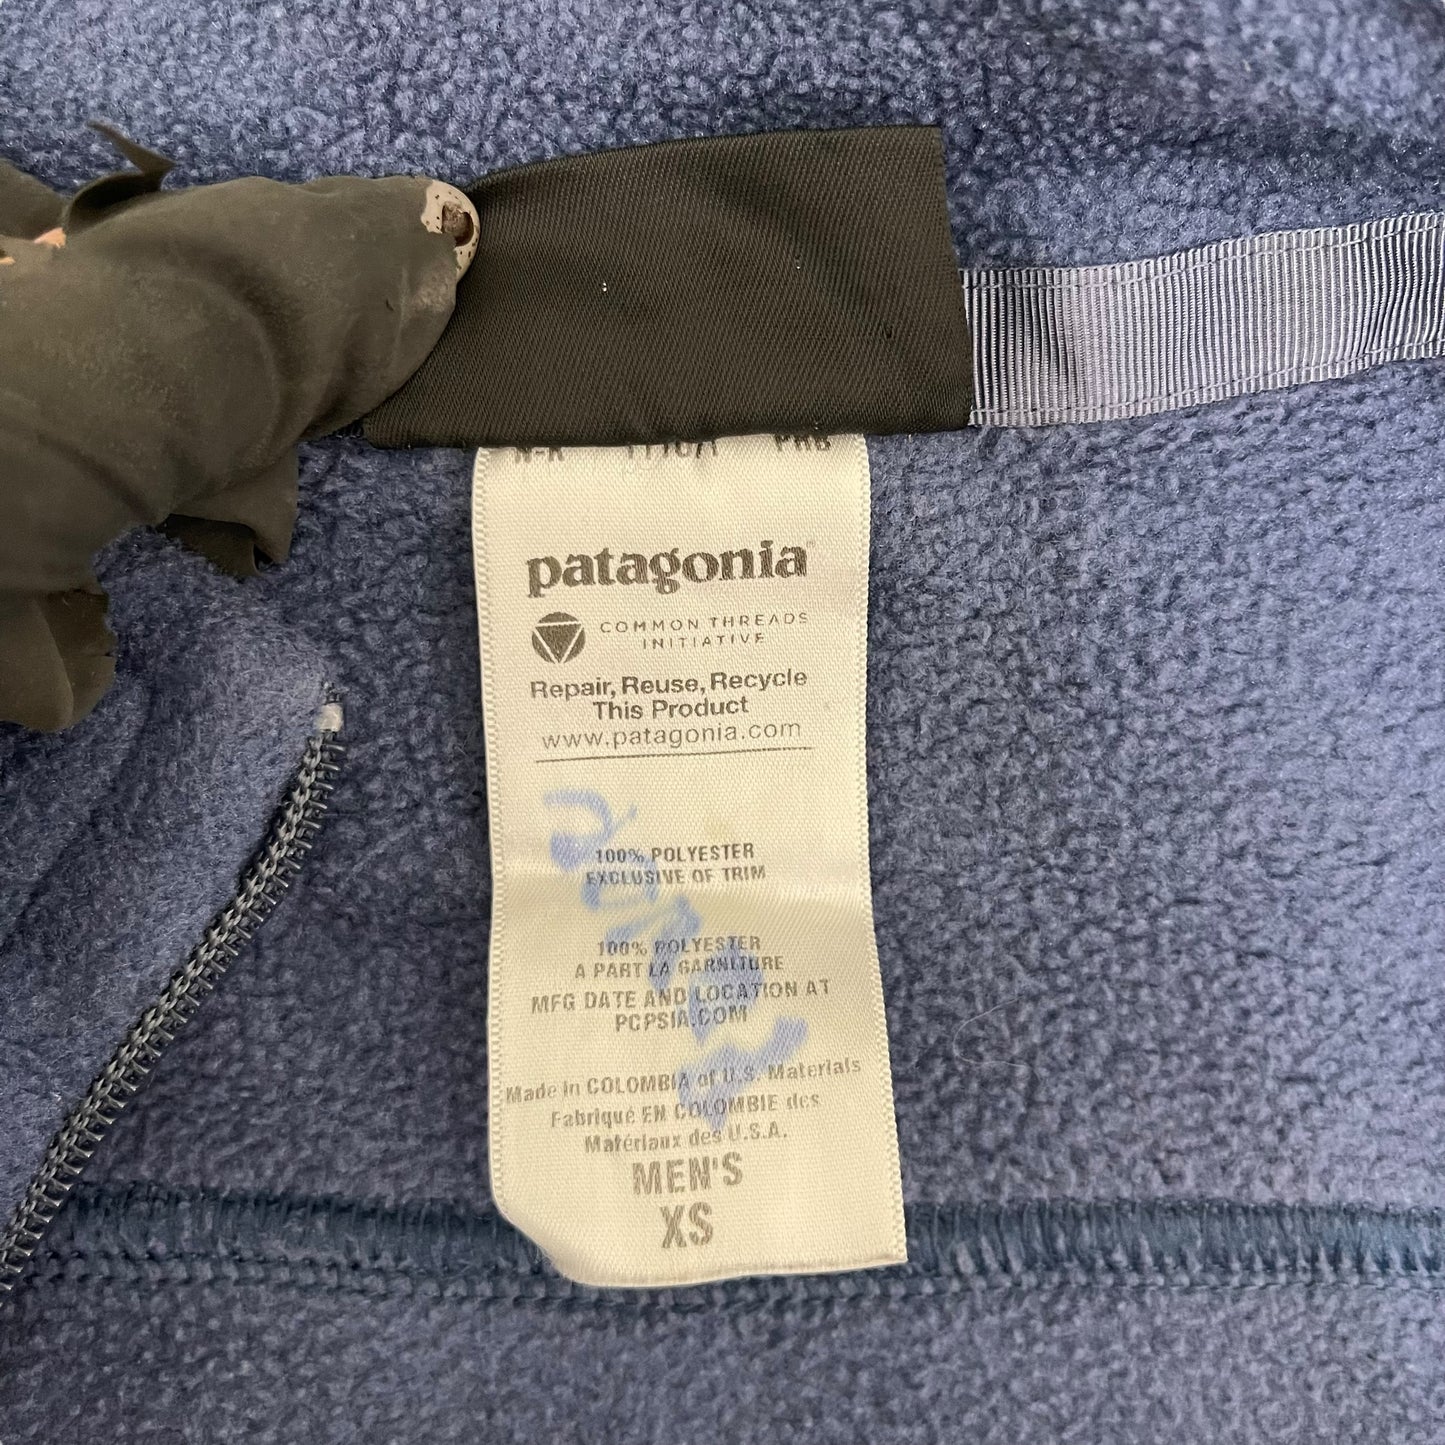 patagonia
COMMON THREADS
INITIATIVE
Repair, Reuse, Recycle
This Product
www.patagonia.com
100% POLYESTER
EXCLUSIVE OF TRIM
100% POLYESTER
A PART LA GARNITURE
MFG DATE AND LOCATION AT
PCPSIA.COM
Made in COLOMBIA of U.S. Materials
Fabriqué EN COLOMBIE des
Matériaux des U.S.A.
MEN'S
XS